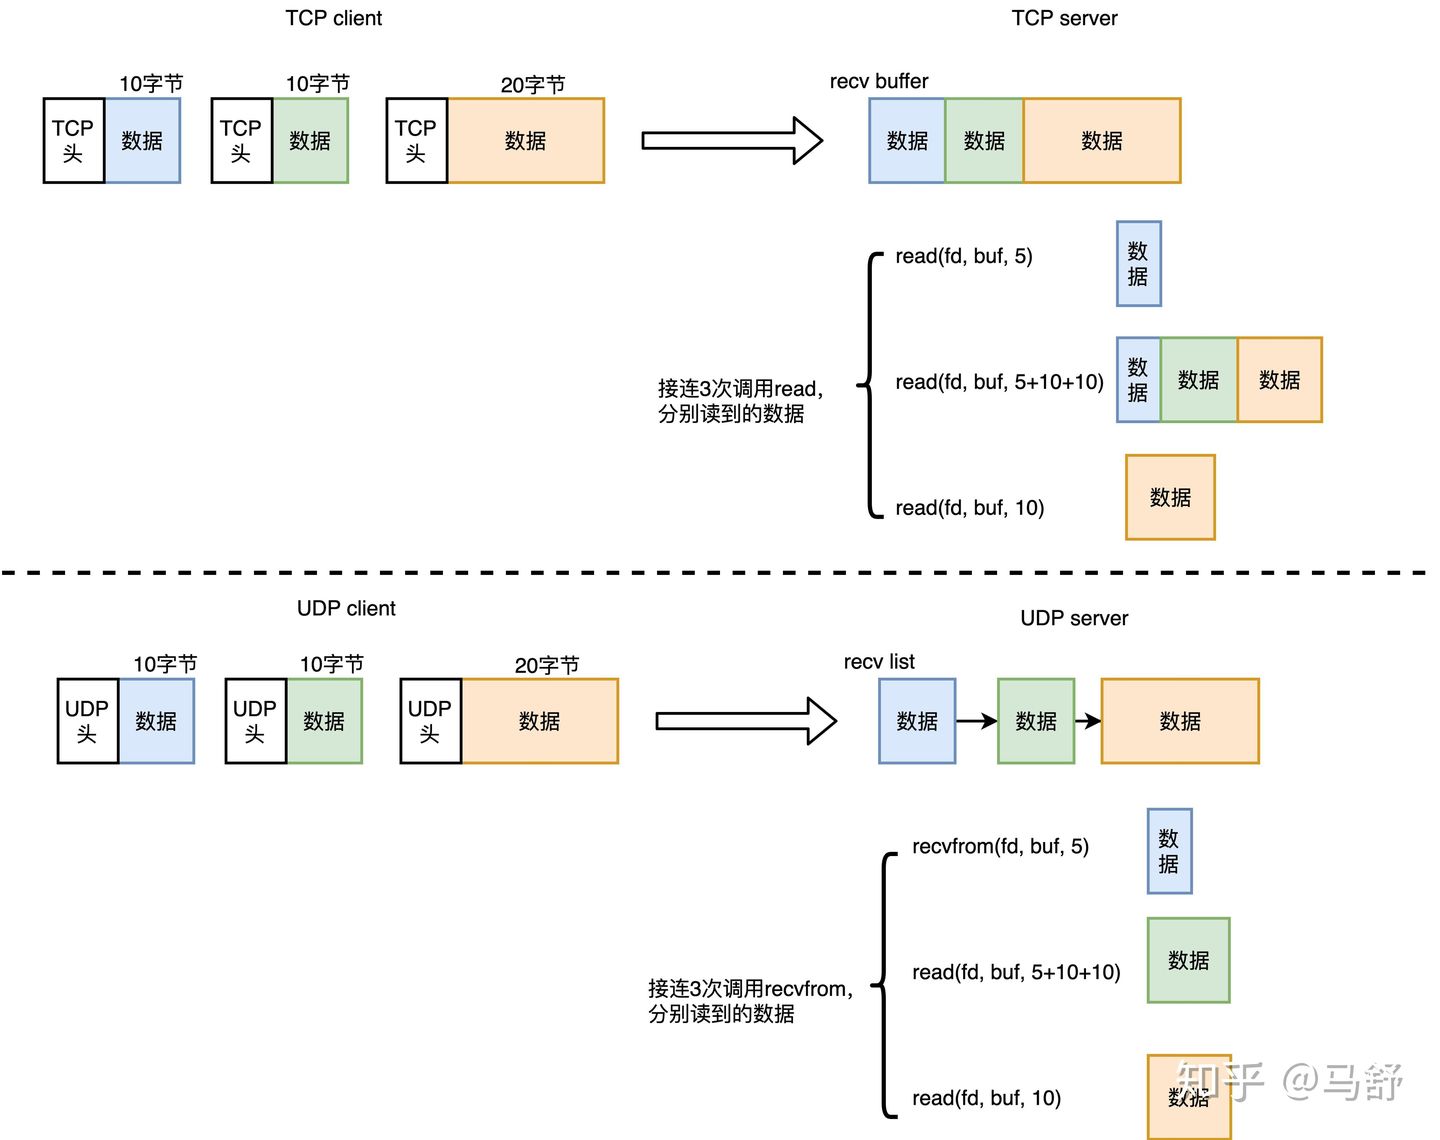 TCP client
TCP server
10字节
10字节
20字节
recv buffer
TCP
头
数据
TCP
头
数据
TCP
头
数据
数据
数据
数据
接连3次调用read，
分别读到的数据
read(fd, buf, 5)
数
据
read(fd, buf, 5+10+10)
数
据
数据
数据
read(fd, buf, 10)
数据
UDP client
UDP server
10字节
10字节
20字节
recv list
UDP
头
数据
UDP
头
数据
UDP
头
数据
数据
数据
数据
接连3次调用recvfrom，
分别读到的数据
recvfrom(fd, buf, 5)
数
据
read(fd, buf, 5+10+10)
数据
read(fd, buf, 10)
数据
知乎 @马舒